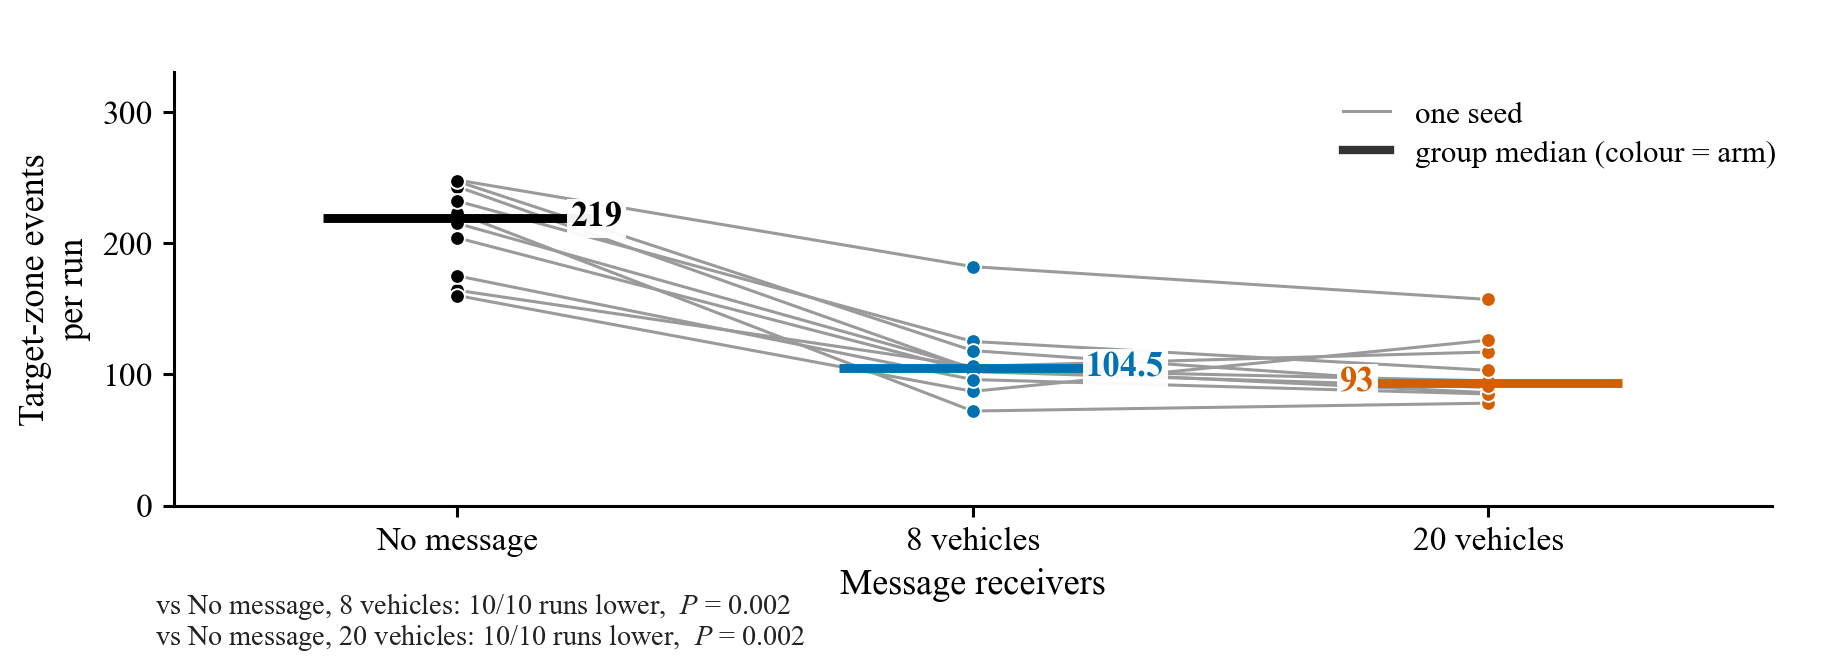 Target-zone events
per run
300
200
100
0
one seed
group median (colour = arm)
219
104.5
93
No message
8 vehicles
20 vehicles
Message receivers
vs No message, 8 vehicles: 10/10 runs lower, P = 0.002
vs No message, 20 vehicles: 10/10 runs lower, P = 0.002